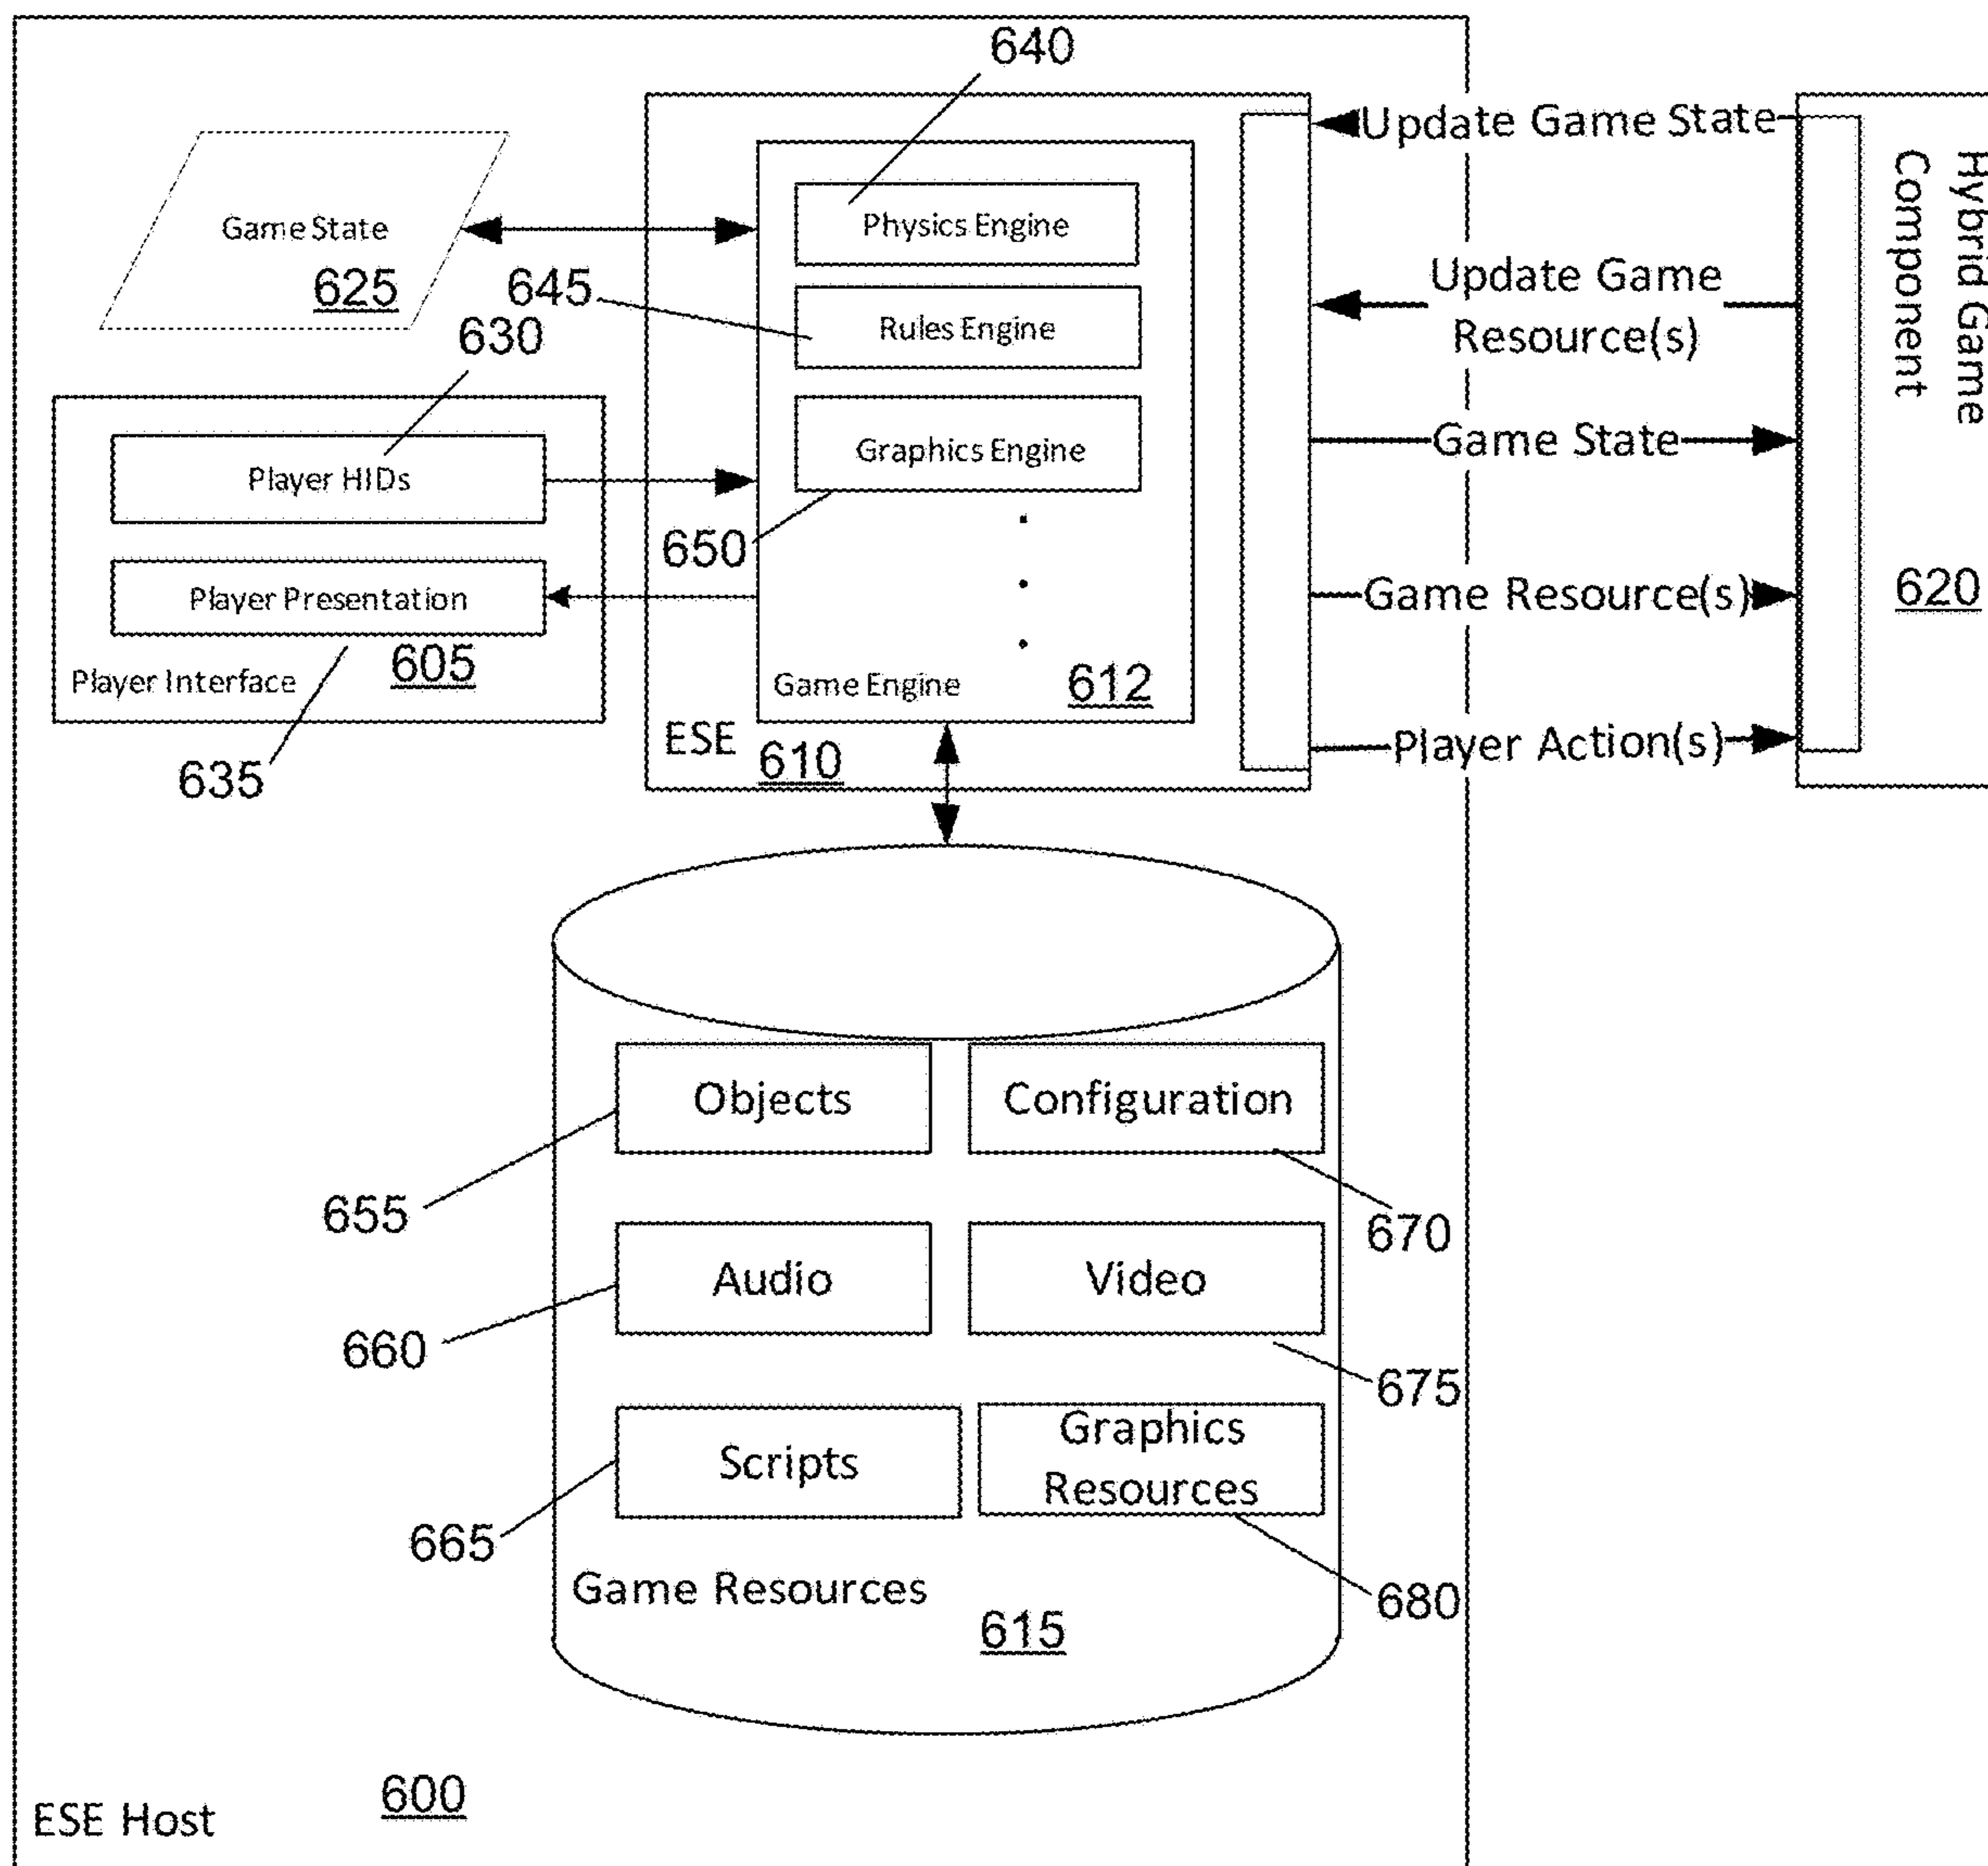 640
Update Game State
Hybrid Game
Component
Game State
625
Physics Engine
645
Rules Engine
Update Game
Resource(s)
630
Player HIDs
Graphics Engine
Game State
650
Player Presentation
605
Player Interface
635
Game Engine
612
ESE
610
Game Resource(s)
620
Player Action(s)
Objects
Configuration
655
670
Audio
Video
660
675
Scripts
Graphics
Resources
665
680
Game Resources
615
600
ESE Host